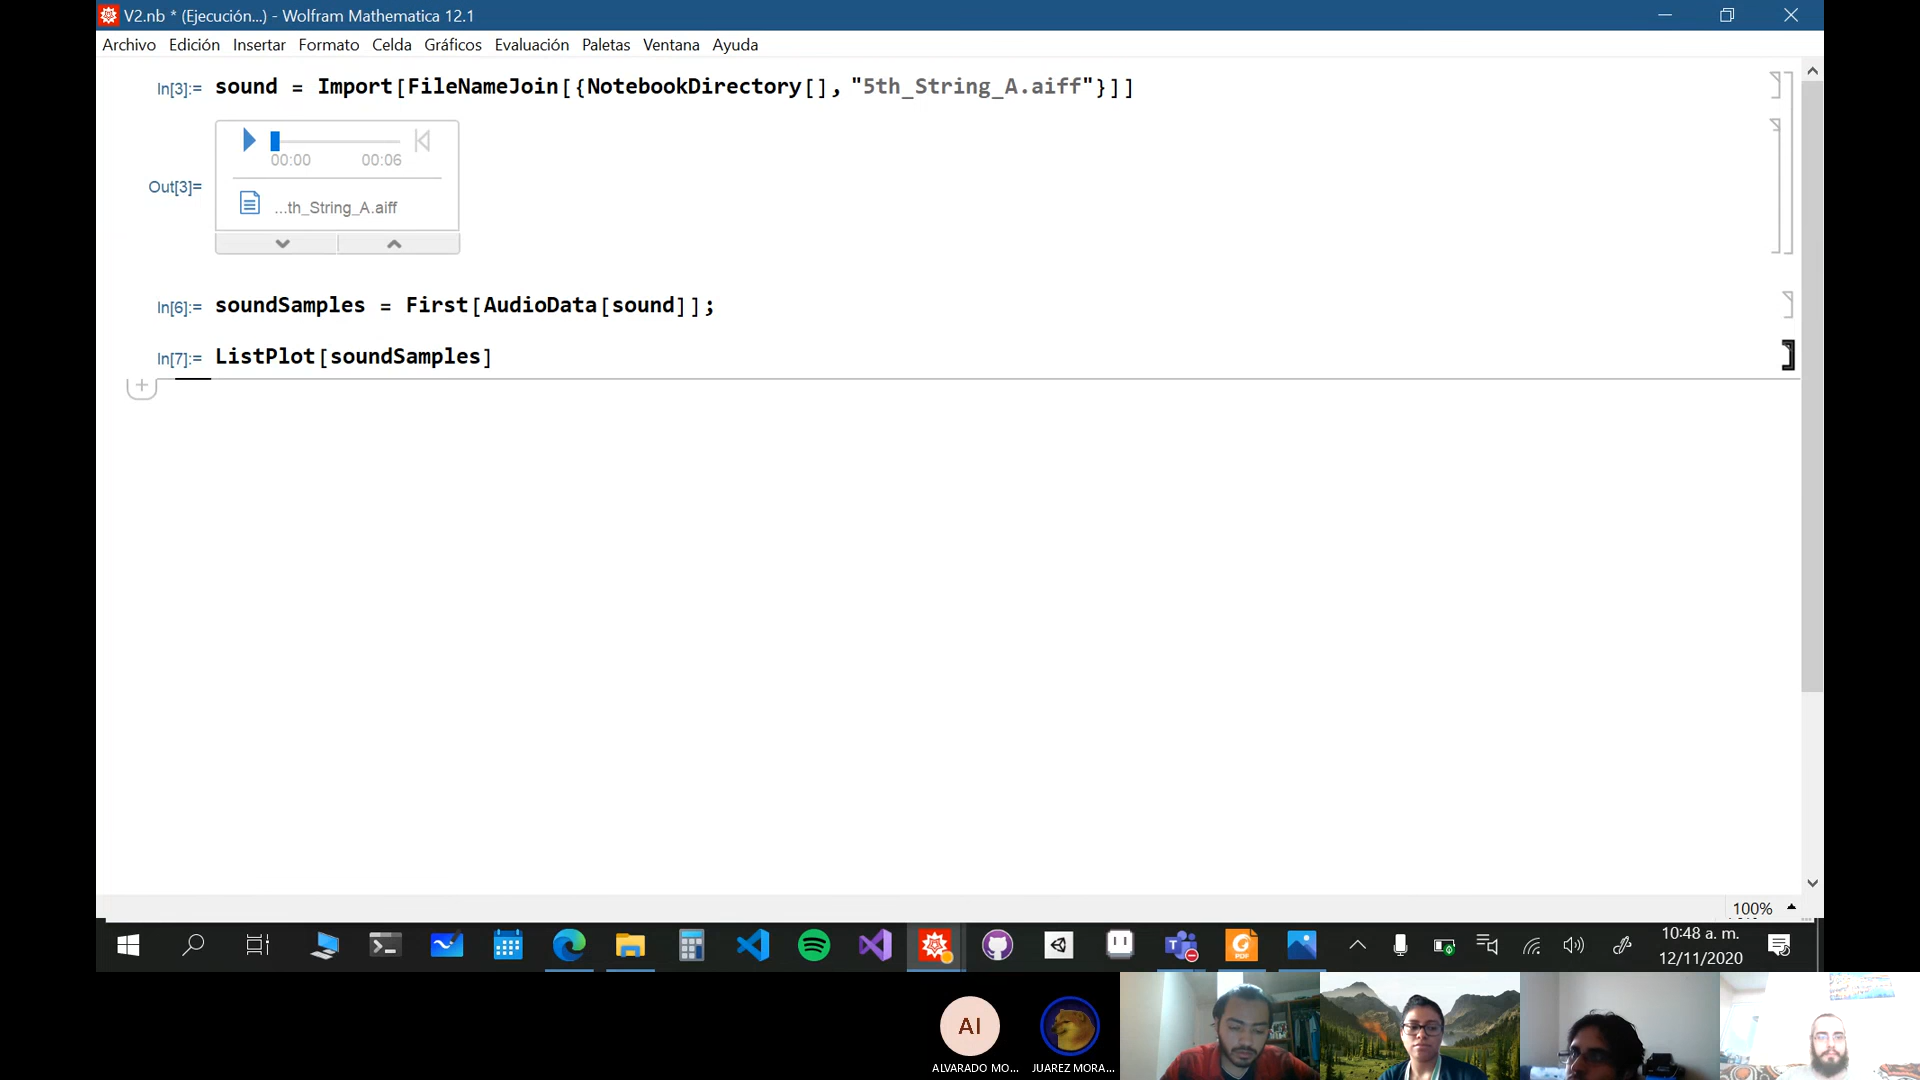 V2.nb * (Ejecución...) - Wolfram Mathematica 12.1
Archivo Edición Insertar Formato Celda Gráficos Evaluación Paletas Ventana Ayuda
In[3]:= sound = Import[FileNameJoin[{NotebookDirectory[], "5th_String_A.aiff"}]]
00:00 00:06
Out[3]=
...th_String_A.aiff
In[6]:= soundSamples = First[AudioData[sound]];
In[7]:= ListPlot[soundSamples]
100%
10:48 a. m.
12/11/2020
AI
ALVARADO MO... JUAREZ MORA...